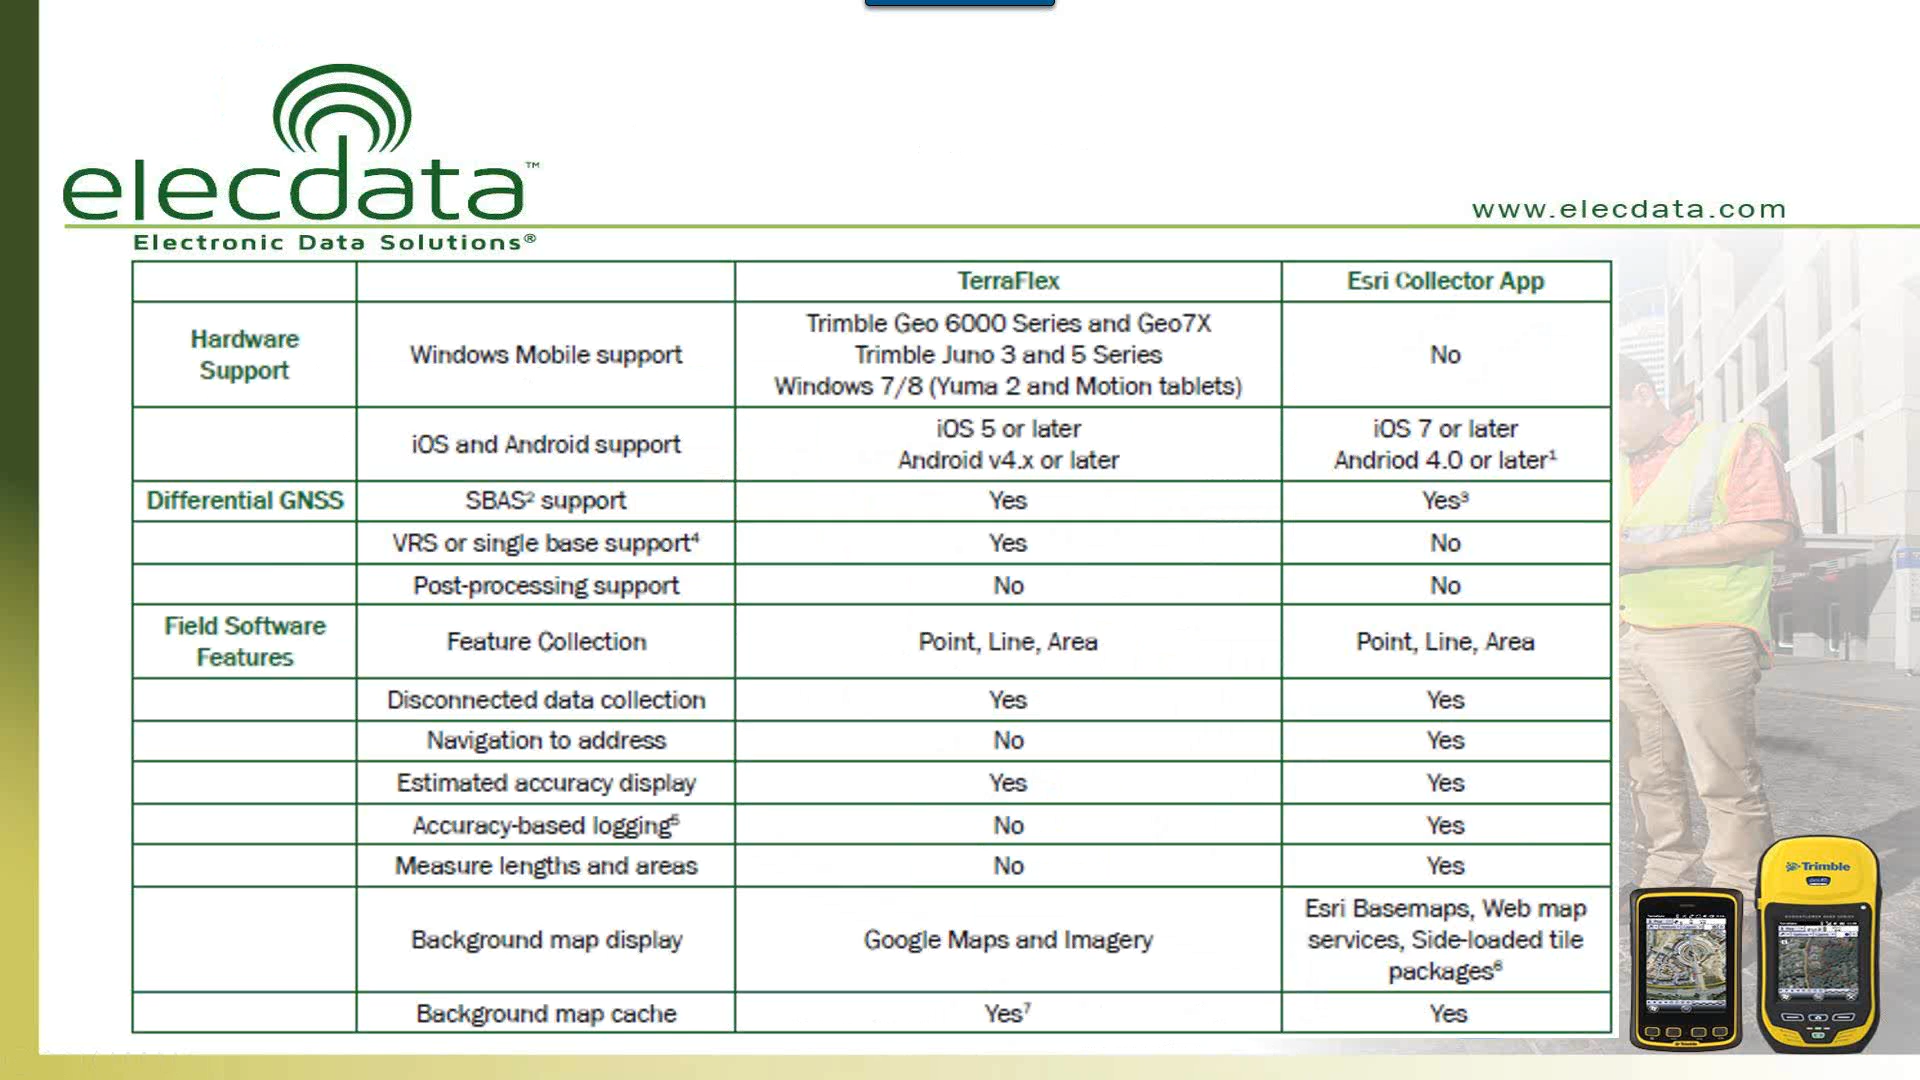 elecdata™
www.elecdata.com
Electronic Data Solutions®
TerraFlex Esri Collector App
Hardware
Support
Windows Mobile support
Trimble Geo 6000 Series and Geo7X
Trimble Juno 3 and 5 Series
Windows 7/8 (Yuma 2 and Motion tablets)
No
iOS and Android support
iOS 5 or later
Android v4.x or later
iOS 7 or later
Andriod 4.0 or later¹
Differential GNSS SBAS² support Yes Yes³
VRS or single base support⁴ Yes No
Post-processing support No No
Field Software
Features
Feature Collection Point, Line, Area Point, Line, Area
Disconnected data collection Yes Yes
Navigation to address No Yes
Estimated accuracy display Yes Yes
Accuracy-based logging⁵ No Yes
Measure lengths and areas No Yes
Background map display
Google Maps and Imagery
Esri Basemaps, Web map
services, Side-loaded tile
packages⁶
Background map cache Yes⁷ Yes
Trimble
Trimble